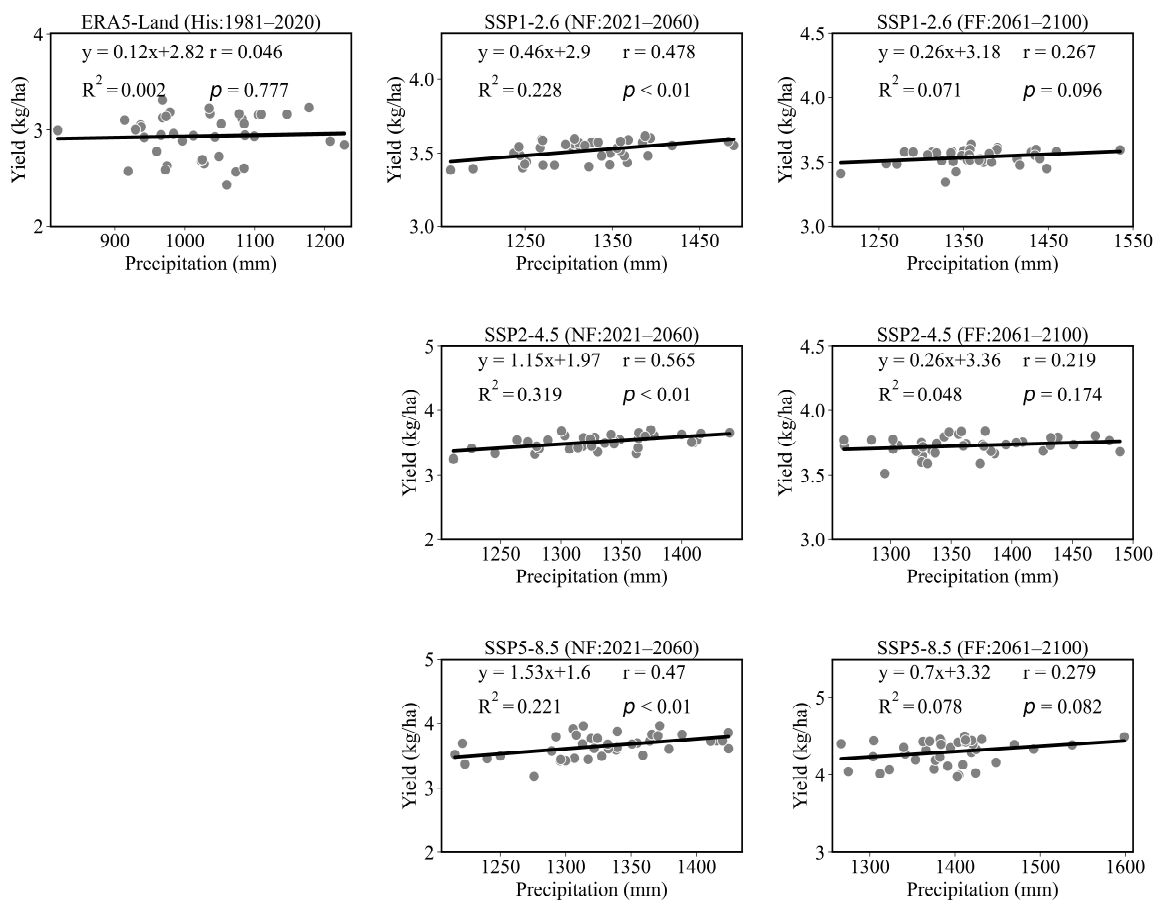 ERA5-Land (His:1981–2020)
y = 0.12x+2.82 r = 0.046
R² = 0.002 p = 0.777
Yield (kg/ha)
4
3
2
900 1000 1100 1200
Precipitation (mm)
SSP1-2.6 (NF:2021–2060)
y = 0.46x+2.9 r = 0.478
R² = 0.228 p < 0.01
Yield (kg/ha)
4.0
3.5
3.0
1250 1350 1450
Precipitation (mm)
SSP1-2.6 (FF:2061–2100)
y = 0.26x+3.18 r = 0.267
R² = 0.071 p = 0.096
Yield (kg/ha)
4.5
4.0
3.5
3.0
1250 1350 1450 1550
Precipitation (mm)
SSP2-4.5 (NF:2021–2060)
y = 1.15x+1.97 r = 0.565
R² = 0.319 p < 0.01
Yield (kg/ha)
5
4
3
2
1250 1300 1350 1400
Precipitation (mm)
SSP2-4.5 (FF:2061–2100)
y = 0.26x+3.36 r = 0.219
R² = 0.048 p = 0.174
Yield (kg/ha)
4.5
4.0
3.5
3.0
1300 1350 1400 1450 1500
Precipitation (mm)
SSP5-8.5 (NF:2021–2060)
y = 1.53x+1.6 r = 0.47
R² = 0.221 p < 0.01
Yield (kg/ha)
5
4
3
2
1250 1300 1350 1400
Precipitation (mm)
SSP5-8.5 (FF:2061–2100)
y = 0.7x+3.32 r = 0.279
R² = 0.078 p = 0.082
Yield (kg/ha)
5
4
3
1300 1400 1500 1600
Precipitation (mm)